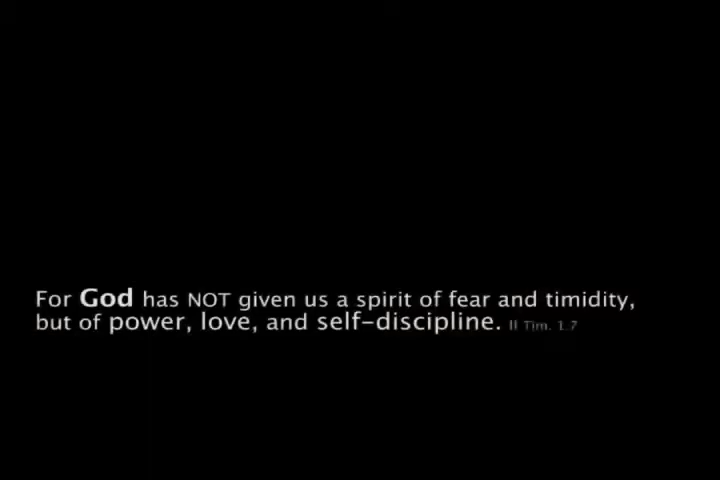 For God has NOT given us a spirit of fear and timidity,
but of power, love, and self-discipline. II Tim. 1.7